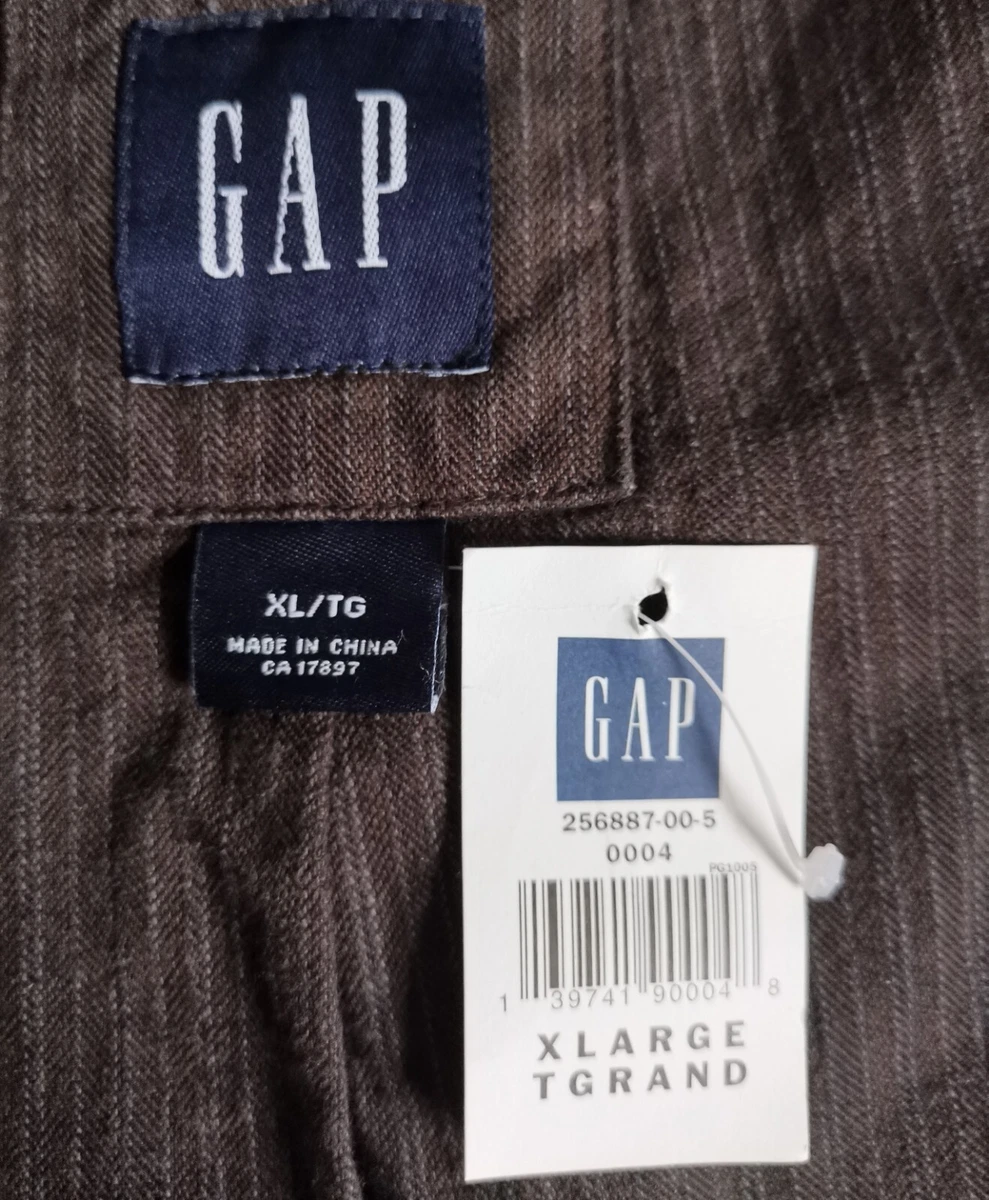 GAP
XL/TG
MADE IN CHINA
CA 17897
GAP
256887-00-5
0004
PG1005
1 39741 90004 8
XLARGE
TGRAND